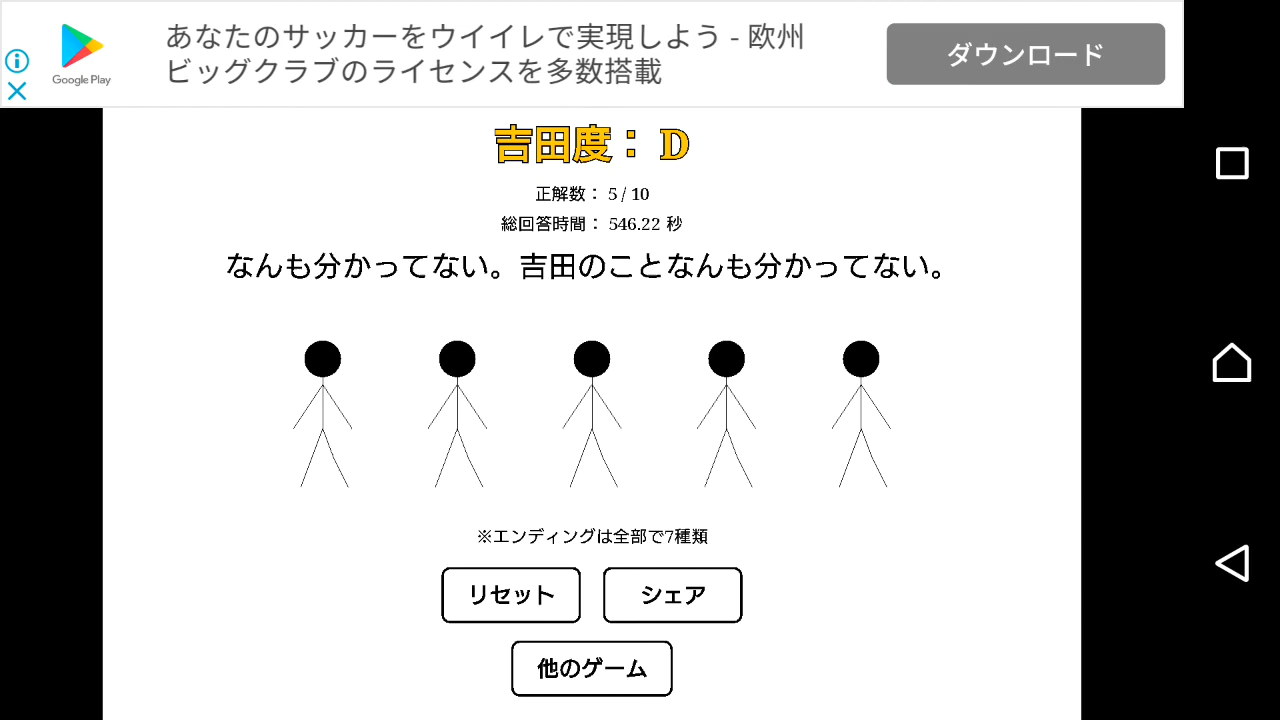 あなたのサッカーをウイイレで実現しよう - 欧州
ビッグクラブのライセンスを多数搭載
Google Play
ダウンロード
吉田度： D
正解数： 5 / 10
総回答時間： 546.22 秒
なんも分かってない。吉田のことなんも分かってない。
※エンディングは全部で7種類
リセット
シェア
他のゲーム